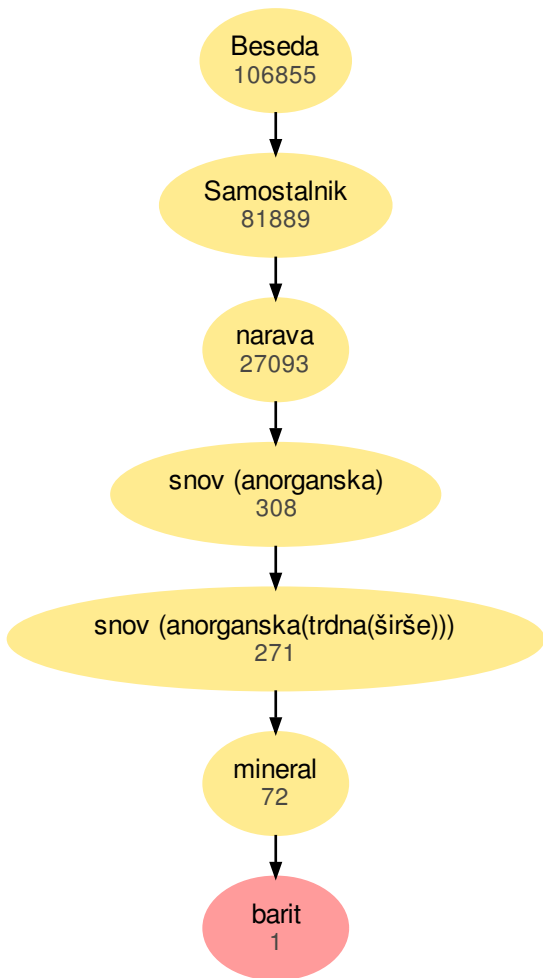 Beseda
106855
Samostalnik
81889
narava
27093
snov (anorganska)
308
snov (anorganska(trdna(širše)))
271
mineral
72
barit
1